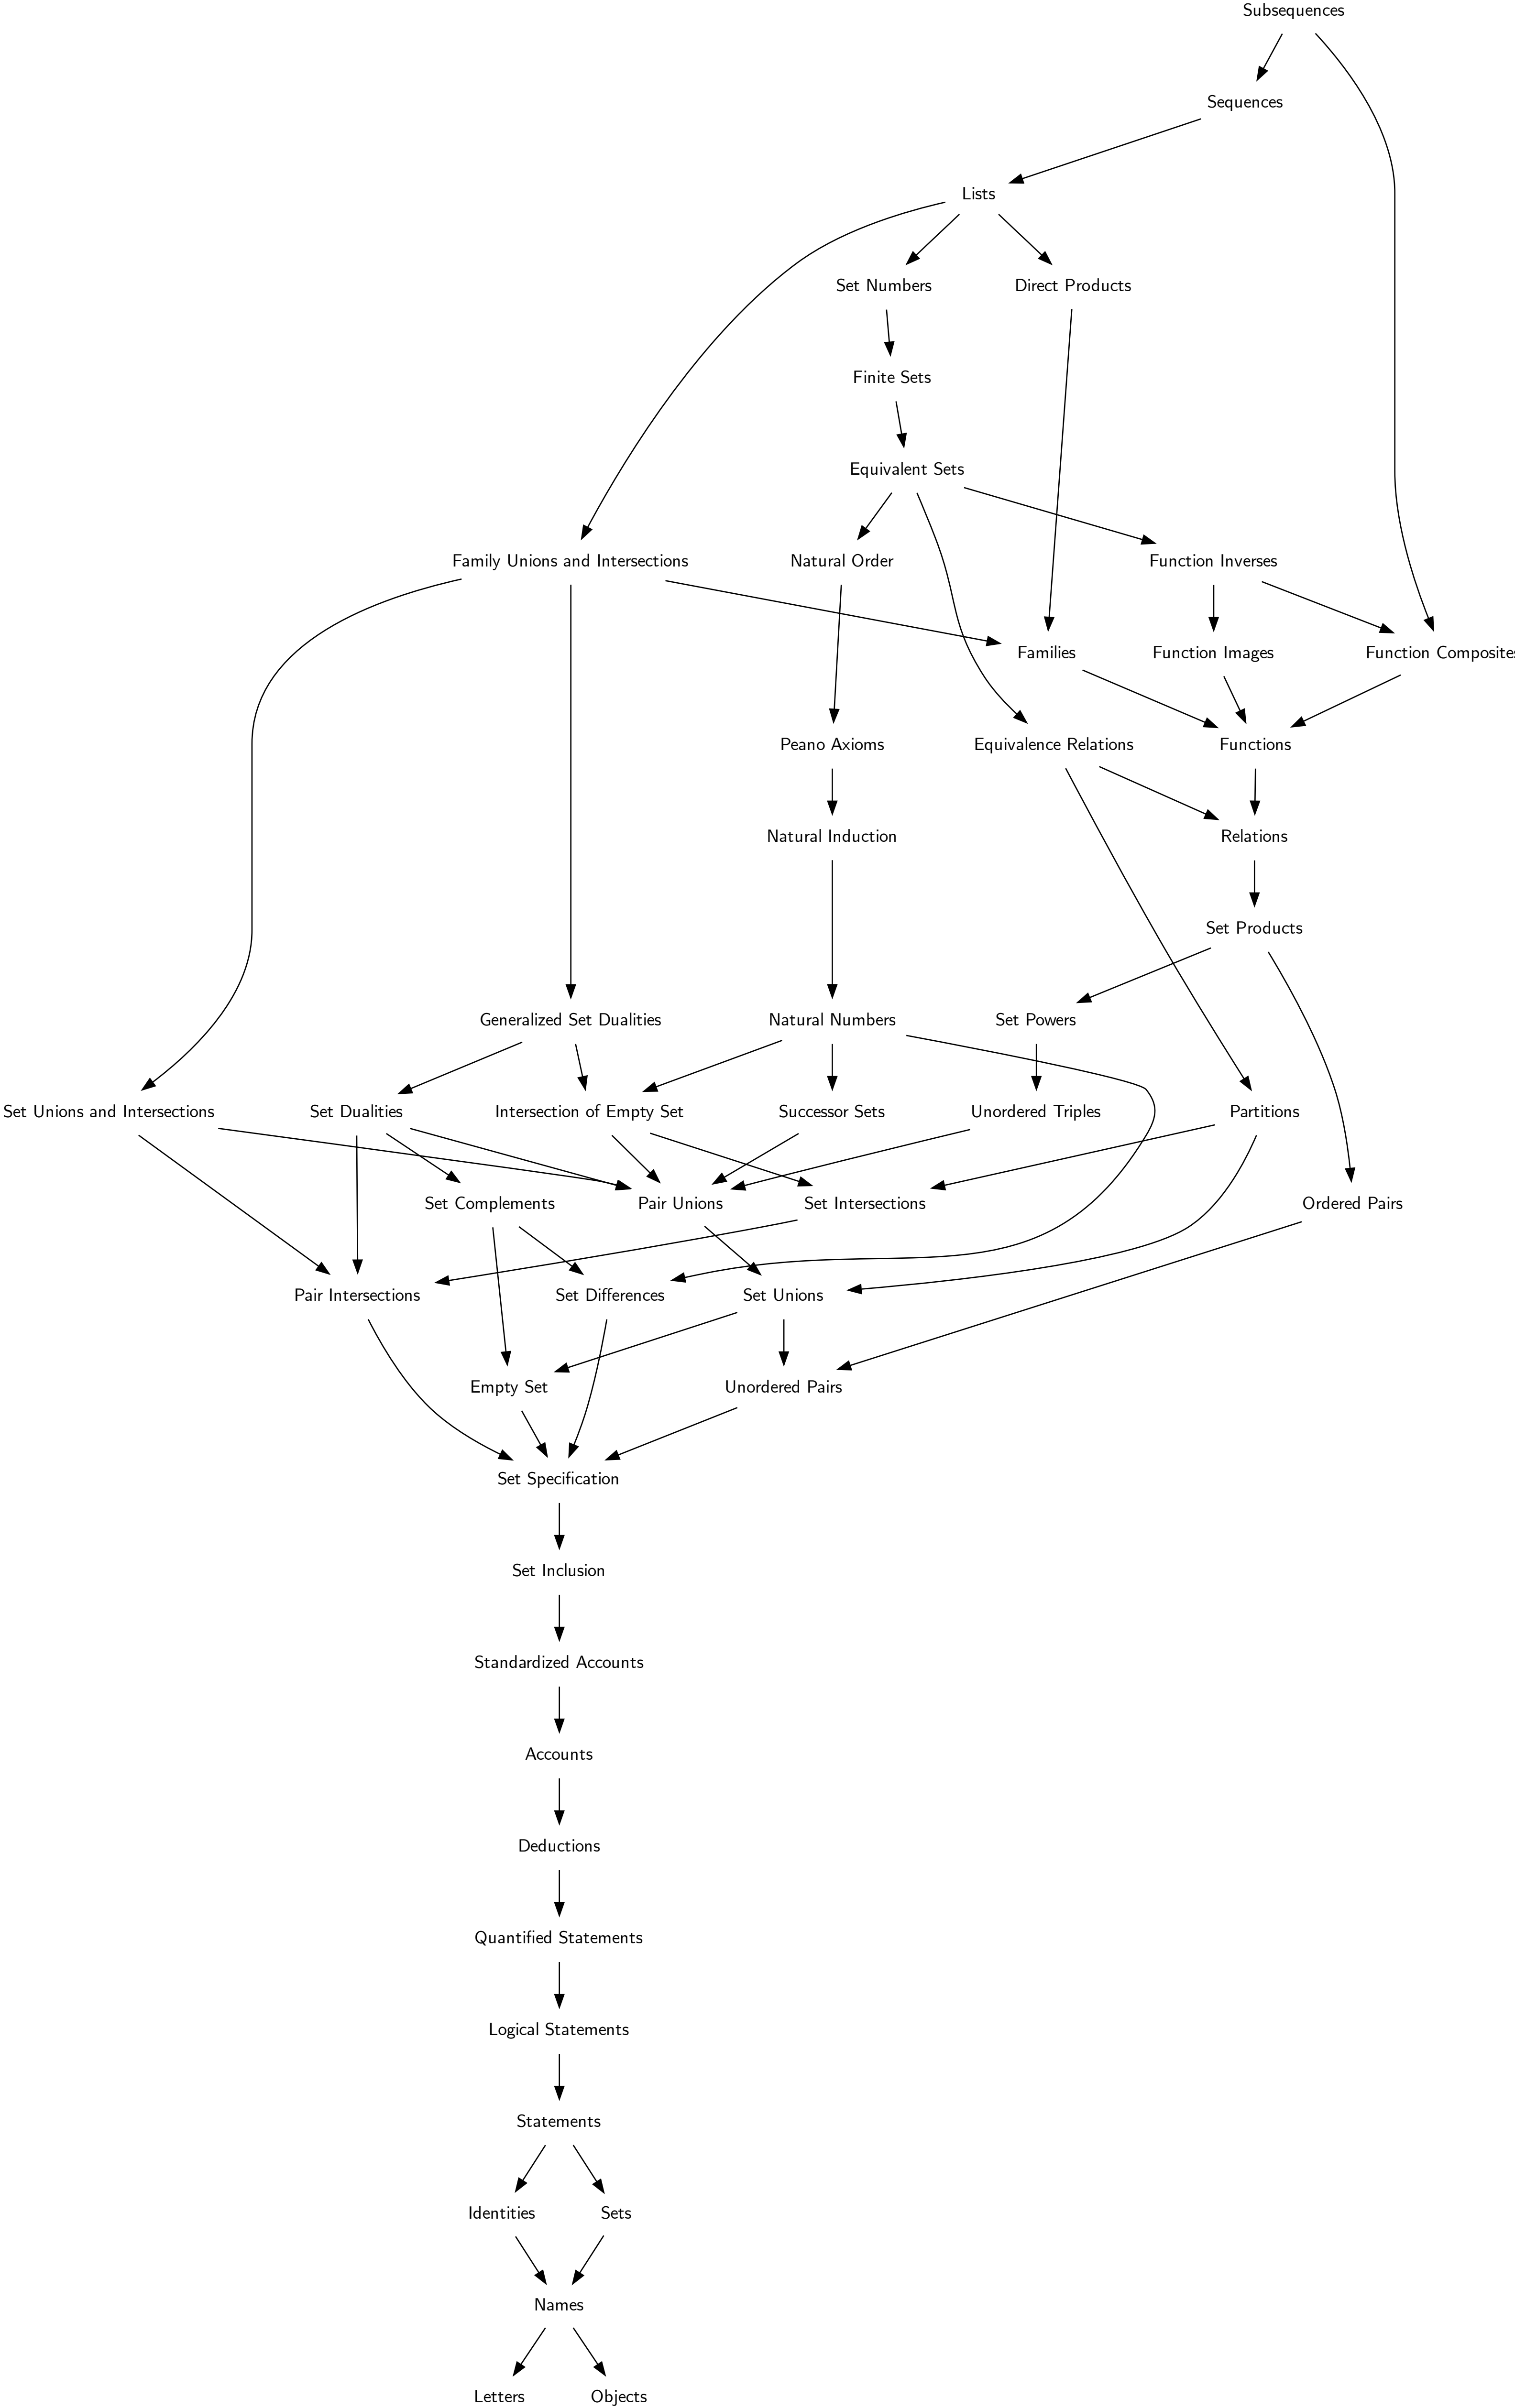 Subsequences
Sequences
Lists
Set Numbers
Direct Products
Finite Sets
Equivalent Sets
Family Unions and Intersections
Natural Order
Function Inverses
Families
Function Images
Function Composites
Peano Axioms
Equivalence Relations
Functions
Natural Induction
Relations
Set Products
Generalized Set Dualities
Natural Numbers
Set Powers
Set Unions and Intersections
Set Dualities
Intersection of Empty Set
Successor Sets
Unordered Triples
Partitions
Set Complements
Pair Unions
Set Intersections
Ordered Pairs
Pair Intersections
Set Differences
Set Unions
Empty Set
Unordered Pairs
Set Specification
Set Inclusion
Standardized Accounts
Accounts
Deductions
Quantified Statements
Logical Statements
Statements
Identities
Sets
Names
Letters
Objects